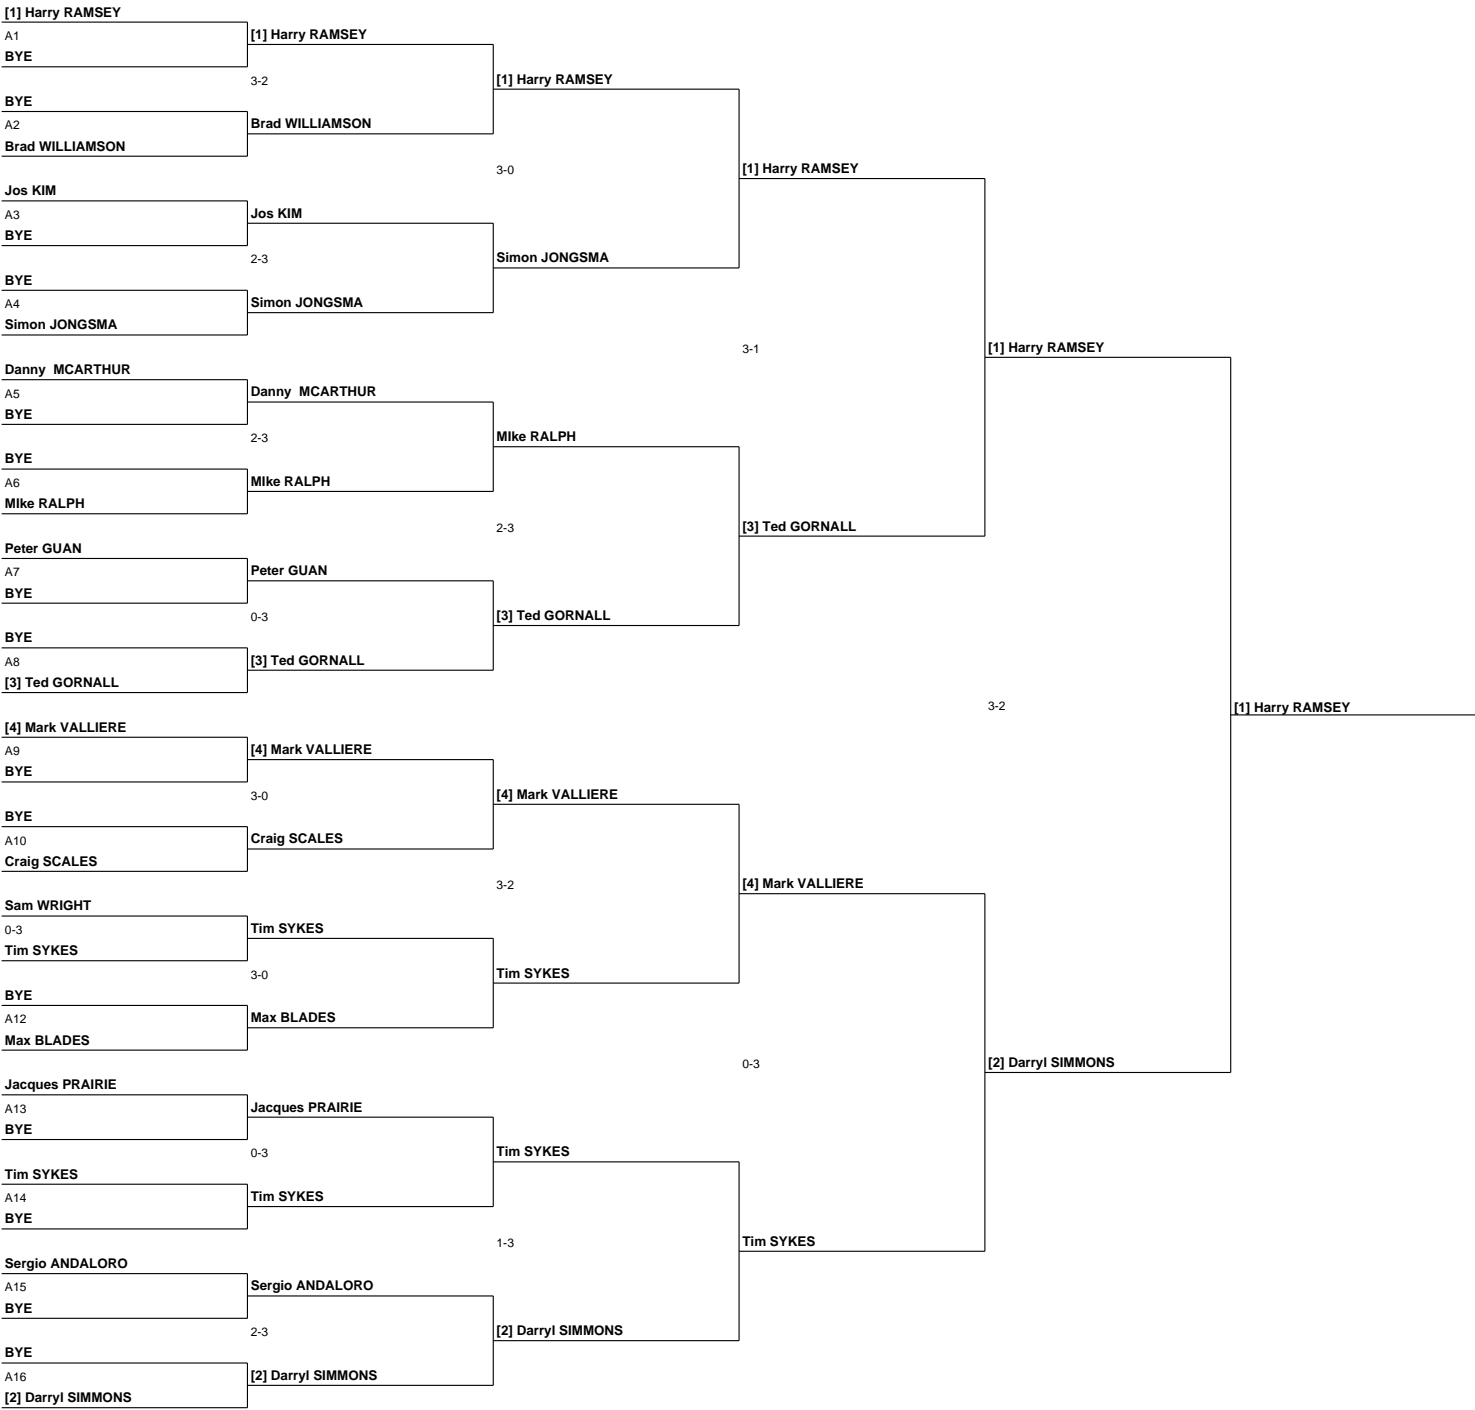 [1] Harry RAMSEY
A1
BYE
BYE
A2
Brad WILLIAMSON
Jos KIM
A3
BYE
BYE
A4
Simon JONGSMA
Danny  MCARTHUR
A5
BYE
BYE
A6
MIke RALPH
Peter GUAN
A7
BYE
BYE
A8
[3] Ted GORNALL
[4] Mark VALLIERE
A9
BYE
BYE
A10
Craig SCALES
Sam WRIGHT
0-3
Tim SYKES
BYE
A12
Max BLADES
Jacques PRAIRIE
A13
BYE
Tim SYKES
A14
BYE
Sergio ANDALORO
A15
BYE
BYE
A16
[2] Darryl SIMMONS
[1] Harry RAMSEY
3-2
Brad WILLIAMSON
Jos KIM
2-3
Simon JONGSMA
Danny  MCARTHUR
2-3
MIke RALPH
Peter GUAN
0-3
[3] Ted GORNALL
[4] Mark VALLIERE
3-0
Craig SCALES
Tim SYKES
3-0
Max BLADES
Jacques PRAIRIE
0-3
Tim SYKES
Sergio ANDALORO
2-3
[2] Darryl SIMMONS
[1] Harry RAMSEY
3-0
Simon JONGSMA
MIke RALPH
2-3
[3] Ted GORNALL
[4] Mark VALLIERE
3-2
Tim SYKES
Tim SYKES
1-3
[2] Darryl SIMMONS
[1] Harry RAMSEY
3-1
[3] Ted GORNALL
[4] Mark VALLIERE
0-3
Tim SYKES
[1] Harry RAMSEY
3-2
[2] Darryl SIMMONS
[1] Harry RAMSEY